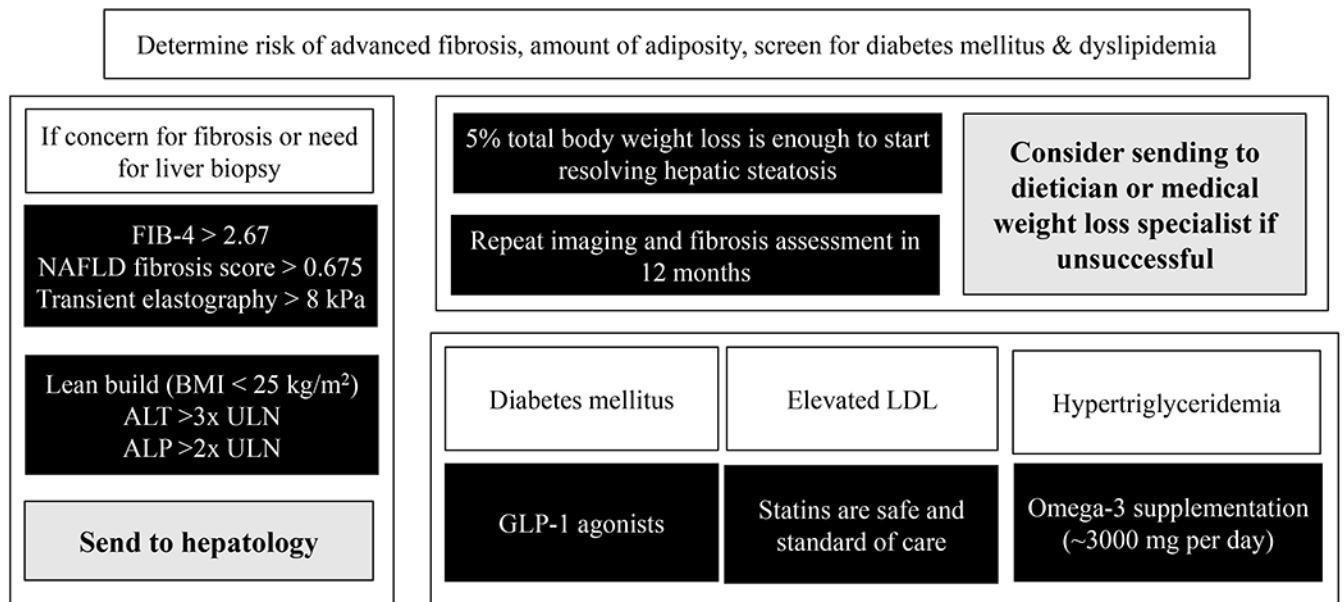 Determine risk of advanced fibrosis, amount of adiposity, screen for diabetes mellitus & dyslipidemia
If concern for fibrosis or need
for liver biopsy
FIB-4 > 2.67
NAFLD fibrosis score > 0.675
Transient elastography > 8 kPa
Lean build (BMI < 25 kg/m²)
ALT >3x ULN
ALP >2x ULN
Send to hepatology
5% total body weight loss is enough to start
resolving hepatic steatosis
Repeat imaging and fibrosis assessment in
12 months
Consider sending to
dietician or medical
weight loss specialist if
unsuccessful
Diabetes mellitus
GLP-1 agonists
Elevated LDL
Statins are safe and
standard of care
Hypertriglyceridemia
Omega-3 supplementation
(~3000 mg per day)